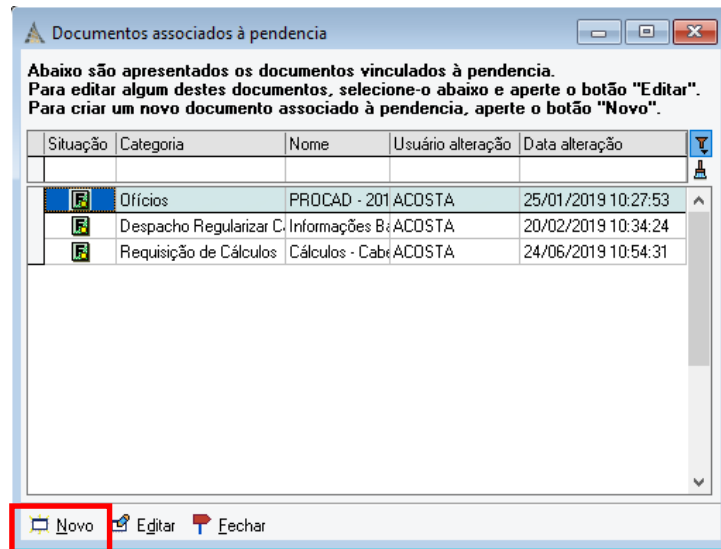 Documentos associados à pendencia
Abaixo são apresentados os documentos vinculados à pendencia.
Para editar algum destes documentos, selecione-o abaixo e aperte o botão "Editar".
Para criar um novo documento associado à pendencia, aperte o botão "Novo".
Situação Categoria Nome Usuário alteração Data alteração
F Ofícios PROCAD - 201 ACOSTA 25/01/2019 10:27:53
F Despacho Regularizar C Informações Ba ACOSTA 20/02/2019 10:34:24
F Requisição de Cálculos Cálculos - Cabe ACOSTA 24/06/2019 10:54:31
Novo Editar Fechar